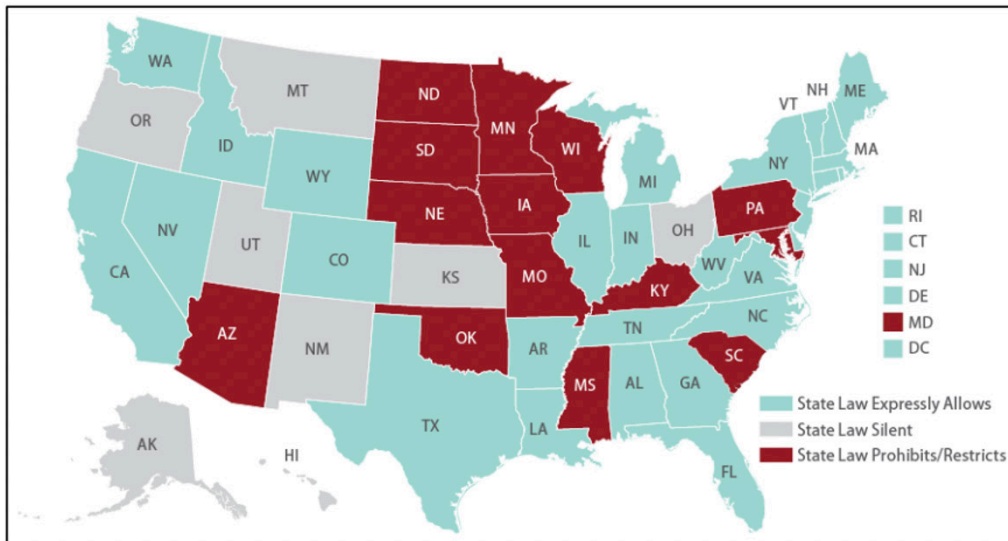 WA
MT
ND
MN
VT
NH
ME
OR
ID
SD
WI
NY
MA
WY
MI
NE
IA
PA
RI
NV
UT
CO
IL
IN
OH
CT
CA
KS
MO
WV
VA
NJ
KY
DE
AZ
NM
OK
AR
TN
NC
MD
SC
DC
MS
AL
GA
TX
LA
State Law Expressly Allows
AK
HI
FL
State Law Silent
State Law Prohibits/Restricts